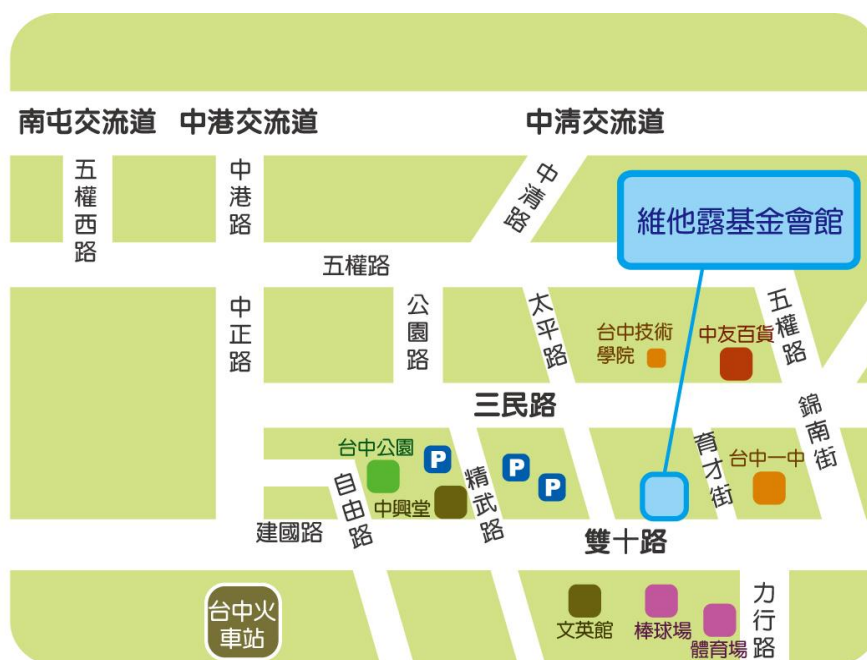 南屯交流道
中港交流道
中清交流道
五權西路
中港路
中清路
維他露基金會館
五權路
中正路
公園路
太平路
台中技術
學院
中友百貨
五權路
三民路
錦南街
台中公園
P
P
P
精武路
育才街
台中一中
自由路
中興堂
建國路
雙十路
台中火
車站
文英館
棒球場
體育場
力行路